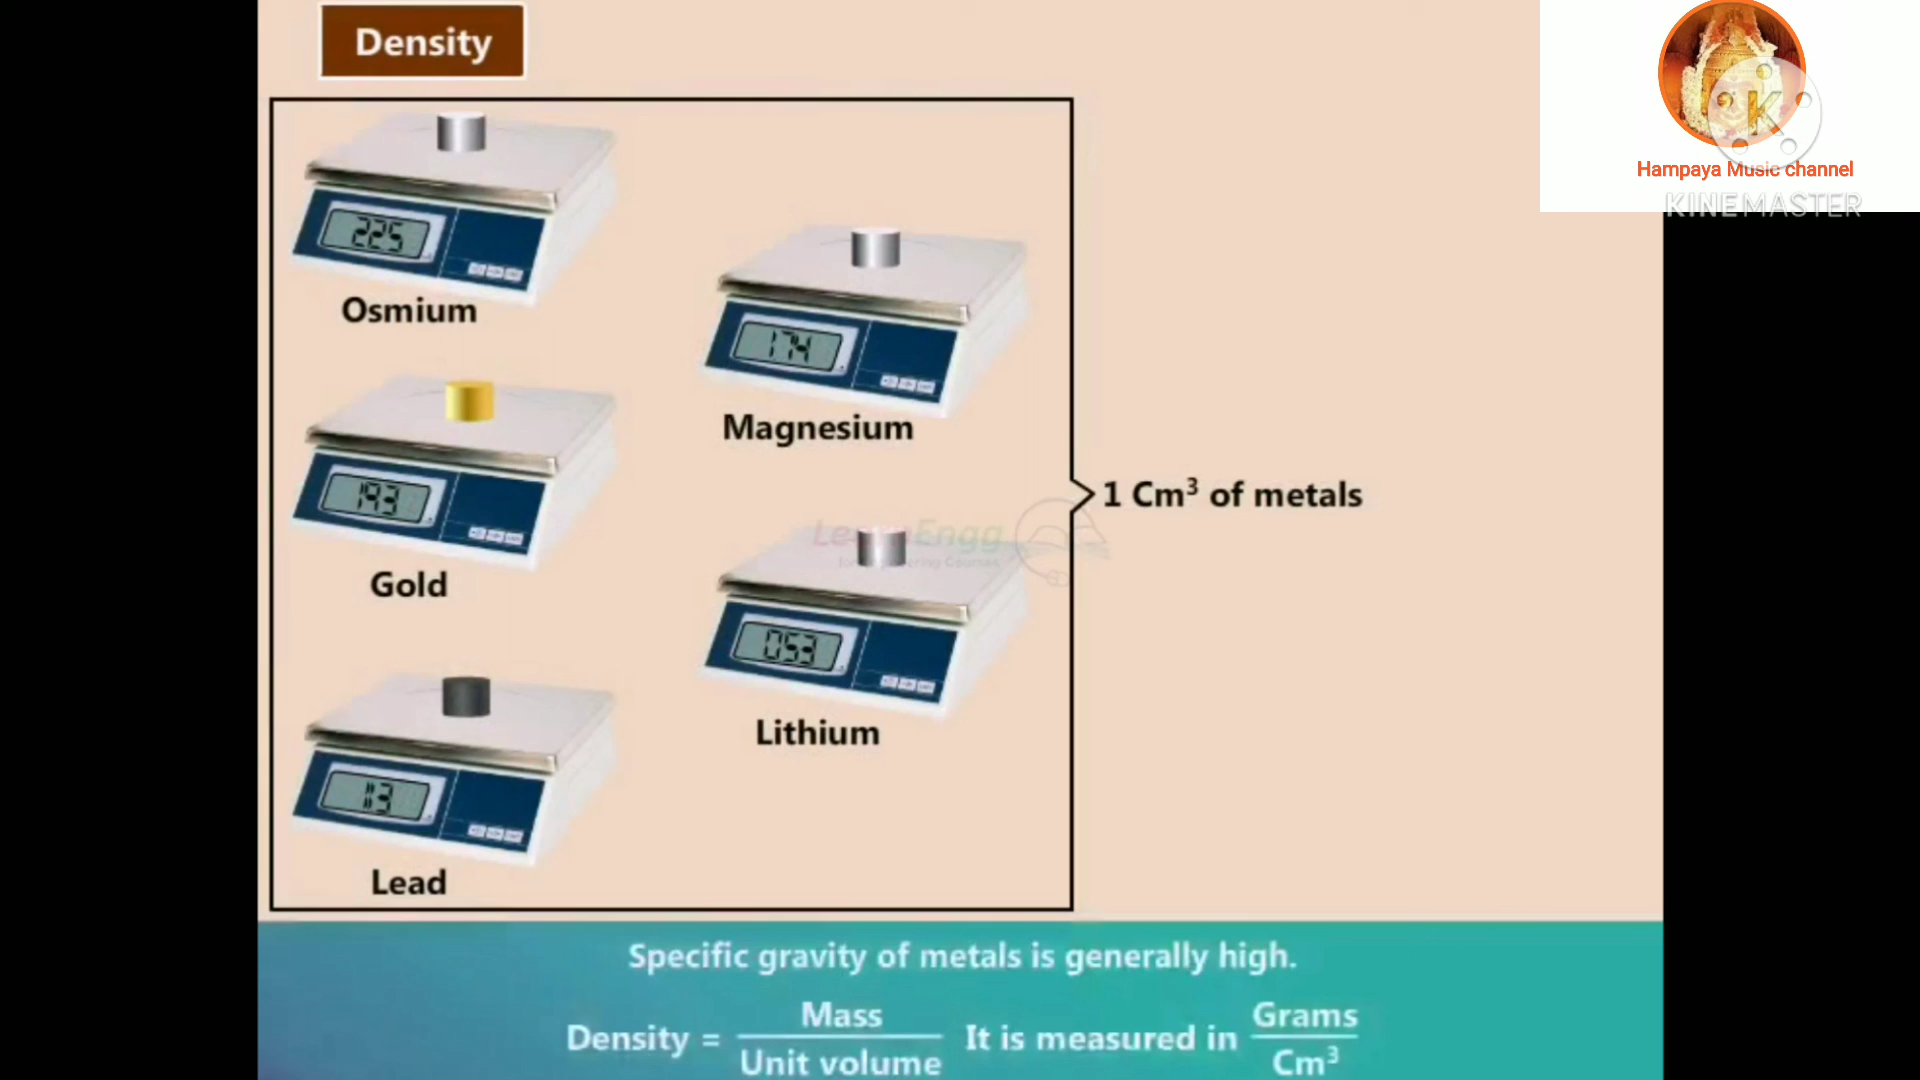 Density
Hampaya Music channel
KINEMASTER
K
225
Osmium
174
Magnesium
193
Gold
1 Cm³ of metals
053
Lithium
113
Lead
Specific gravity of metals is generally high.
Density = Mass / Unit volume It is measured in Grams / Cm³